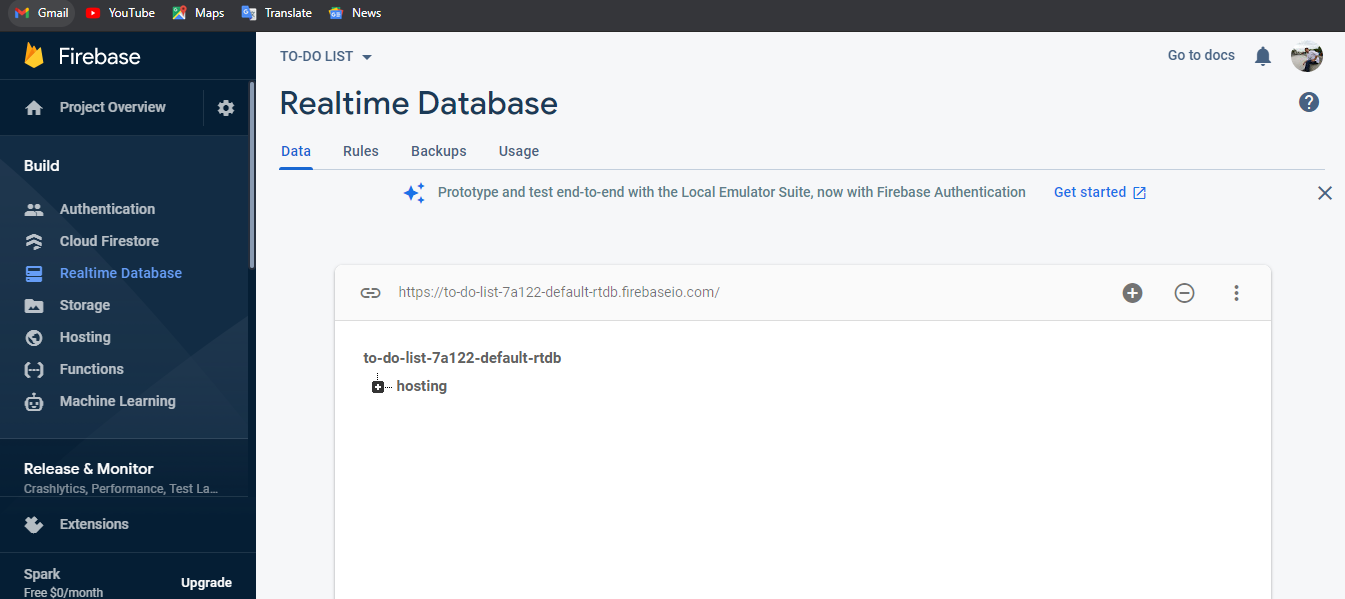 Gmail YouTube Maps Translate News
Firebase
Project Overview
Build
Authentication
Cloud Firestore
Realtime Database
Storage
Hosting
Functions
Machine Learning
Release & Monitor
Crashlytics, Performance, Test La...
Extensions
Spark
Free $0/month
Upgrade
TO-DO LIST
Go to docs
Realtime Database
Data Rules Backups Usage
Prototype and test end-to-end with the Local Emulator Suite, now with Firebase Authentication Get started
https://to-do-list-7a122-default-rtdb.firebaseio.com/
to-do-list-7a122-default-rtdb
hosting